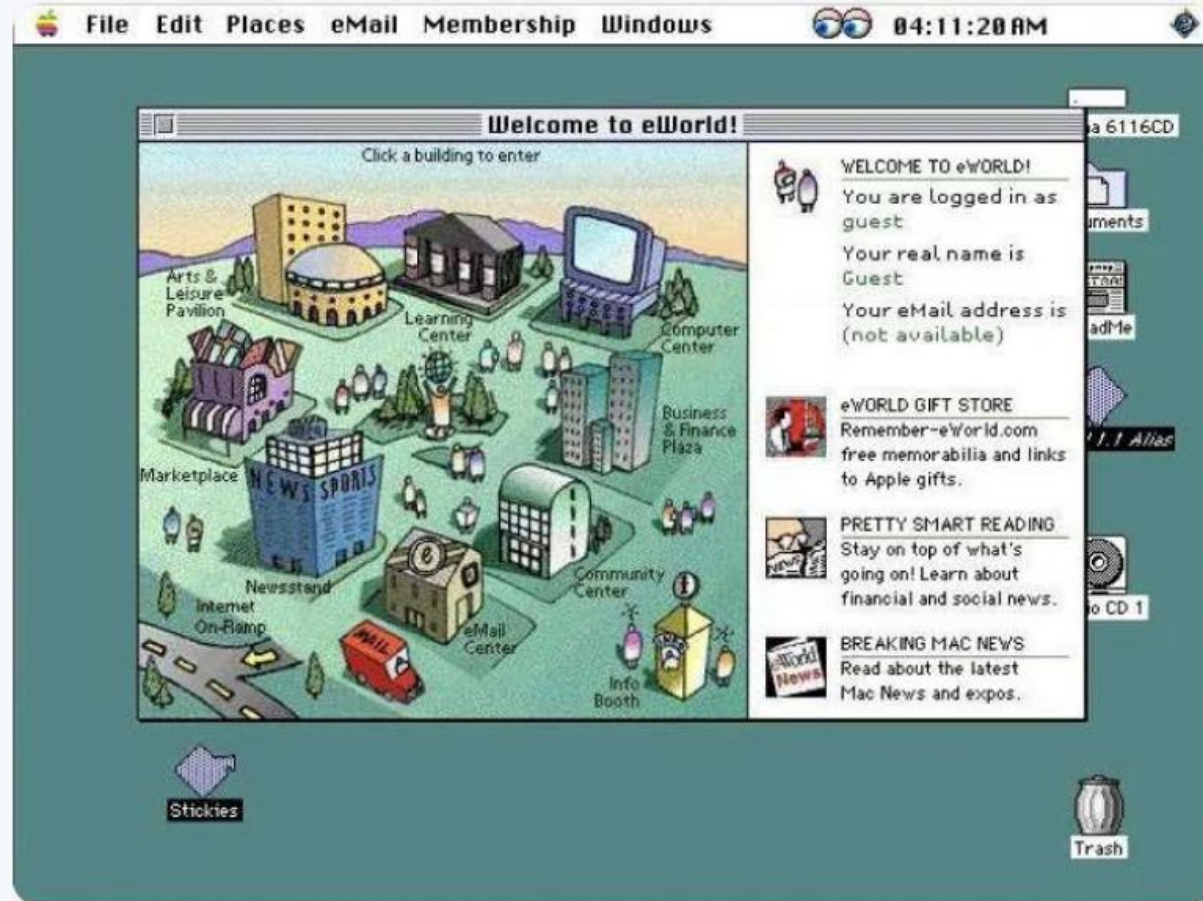 File Edit Places eMail Membership Windows 04:11:20 AM
Welcome to eWorld!
Click a building to enter
Arts &
Leisure
Pavilion
Learning
Center
Computer
Center
Marketplace
Business
& Finance
Plaza
NEWS SPORTS
Newsstand
Community
Center
Internet
On-Ramp
e
eMail
Center
MAIL
i
INFO
Info
Booth
WELCOME TO eWORLD!
You are logged in as
guest
Your real name is
Guest
Your eMail address is
(not available)
eWORLD GIFT STORE
Remember-eWorld.com
free memorabilia and links
to Apple gifts.
PRETTY SMART READING
Stay on top of what's
going on! Learn about
financial and social news.
NEWS
BREAKING MAC NEWS
Read about the latest
Mac News and expos.
eWorld
News
a 6116CD
uments
adMe
1.1 Alias
io CD 1
Stickies
Trash